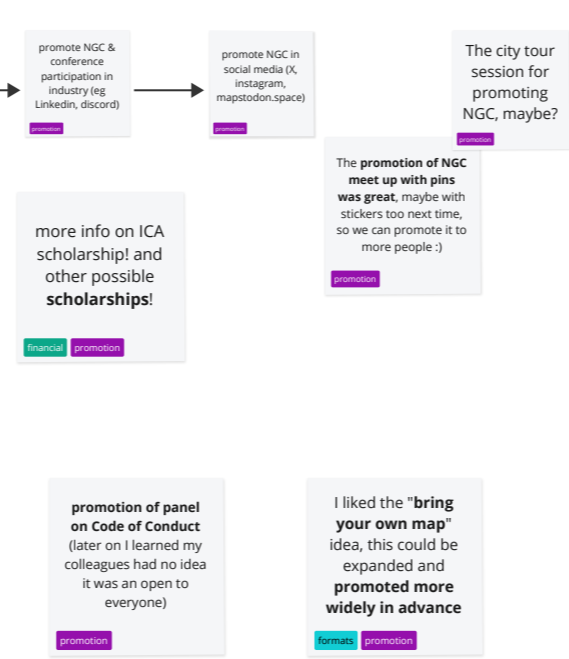 promote NGC &
conference
participation in
industry (eg
Linkedin, discord)
promotion
promote NGC in
social media (X,
instagram,
mapstodon.space)
promotion
The city tour
session for
promoting
NGC, maybe?
promotion
The promotion of NGC
meet up with pins
was great, maybe with
stickers too next time,
so we can promote it to
more people :)
promotion
more info on ICA
scholarship! and
other possible
scholarships!
financial promotion
promotion of panel
on Code of Conduct
(later on I learned my
colleagues had no idea
it was an open to
everyone)
promotion
I liked the "bring
your own map"
idea, this could be
expanded and
promoted more
widely in advance
formats promotion